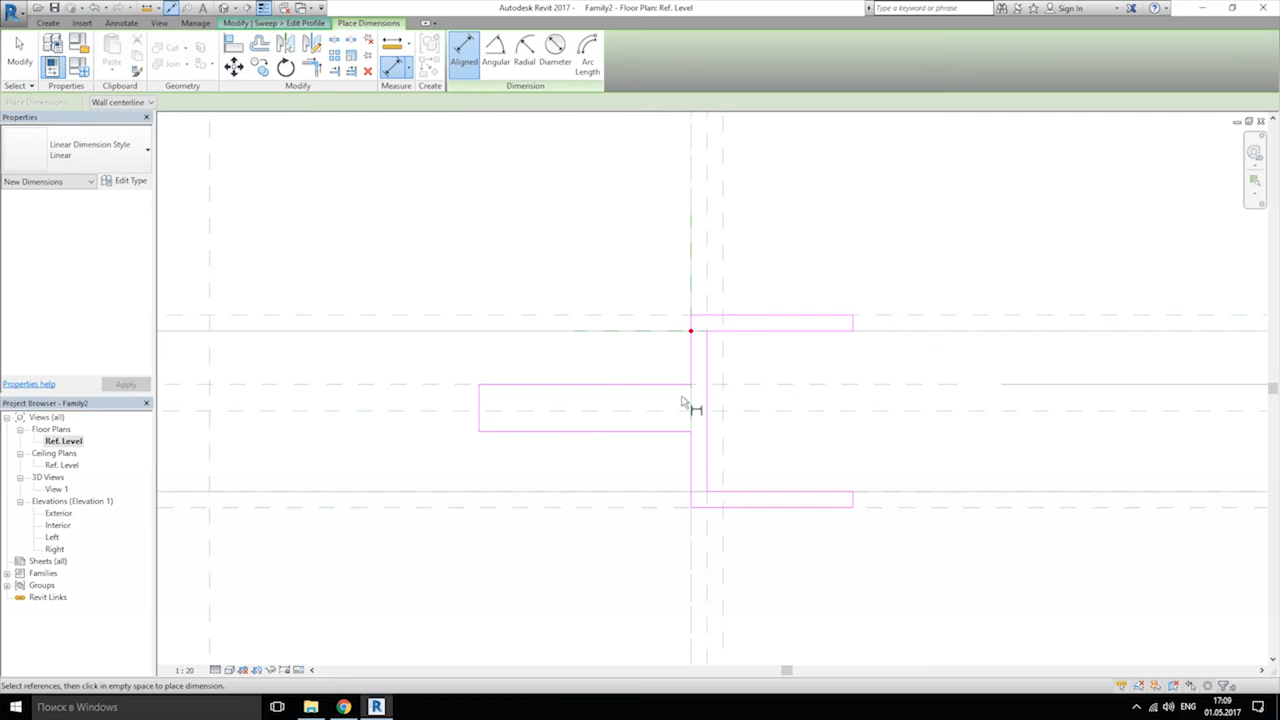 Autodesk Revit 2017 - Family2 - Floor Plan: Ref. Level
Type a keyword or phrase
Sign In
Create Insert Annotate View Manage Modify | Sweep > Edit Profile Place Dimensions
Modify
Paste
Cut
Join
Aligned Angular Radial Diameter Arc Length
Select Properties Clipboard Geometry Modify Measure Create Dimension
Place Dimensions Wall centerline
Properties
Linear Dimension Style
Linear
New Dimensions Edit Type
Properties help Apply
Project Browser - Family2
Views (all)
Floor Plans
Ref. Level
Ceiling Plans
Ref. Level
3D Views
View 1
Elevations (Elevation 1)
Exterior
Interior
Left
Right
Sheets (all)
Families
Groups
Revit Links
1 : 20
Select references, then click in empty space to place dimension.
:0
Поиск в Windows
ENG
17:09
01.05.2017